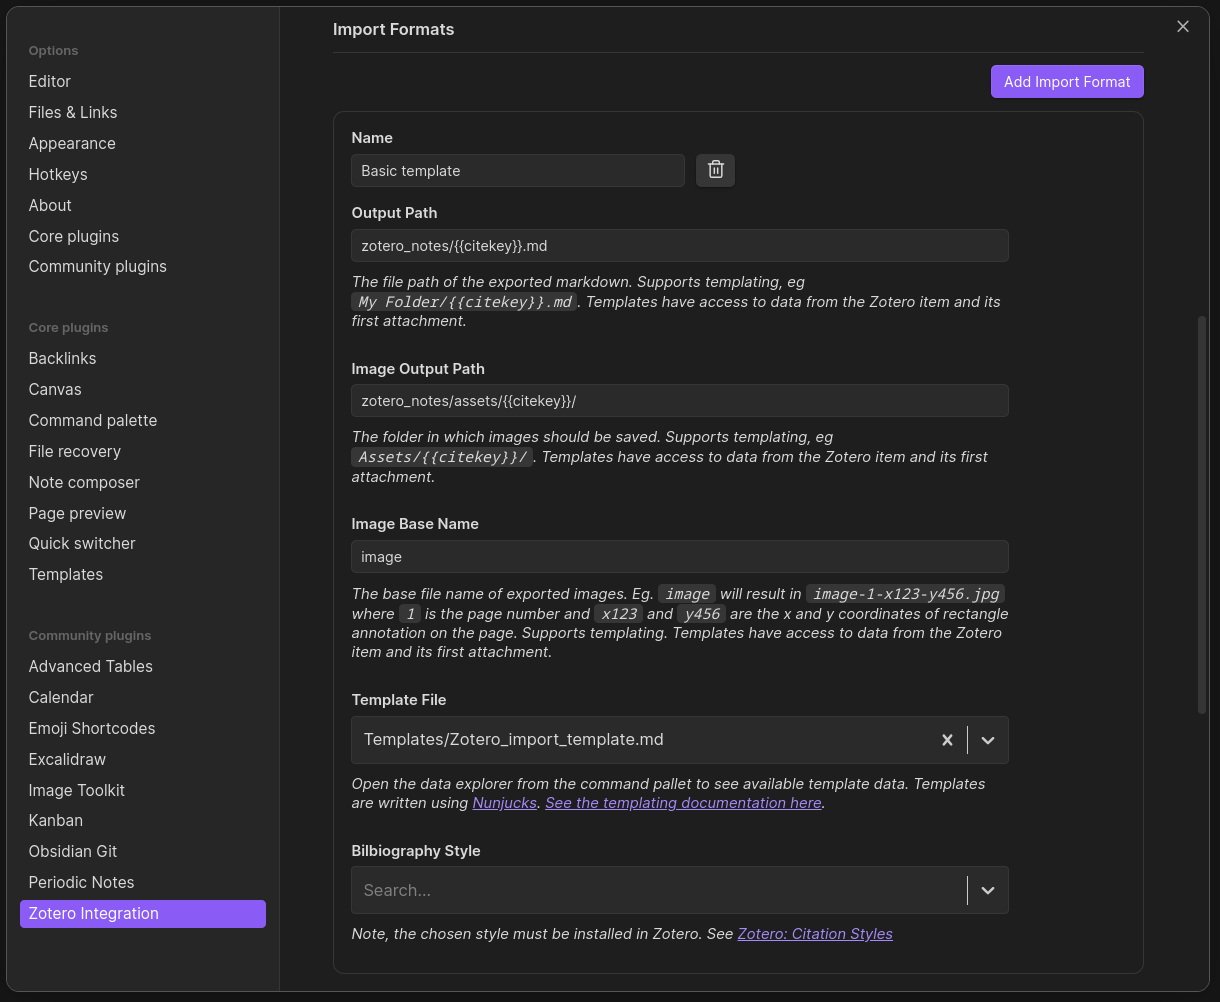 Options
Editor
Files & Links
Appearance
Hotkeys
About
Core plugins
Community plugins
Core plugins
Backlinks
Canvas
Command palette
File recovery
Note composer
Page preview
Quick switcher
Templates
Community plugins
Advanced Tables
Calendar
Emoji Shortcodes
Excalidraw
Image Toolkit
Kanban
Obsidian Git
Periodic Notes
Zotero Integration
Import Formats
Add Import Format
Name
Basic template
Output Path
zotero_notes/{{citekey}}.md
The file path of the exported markdown. Supports templating, eg
My Folder/{{citekey}}.md. Templates have access to data from the Zotero item and its
first attachment.
Image Output Path
zotero_notes/assets/{{citekey}}/
The folder in which images should be saved. Supports templating, eg
Assets/{{citekey}}/. Templates have access to data from the Zotero item and its first
attachment.
Image Base Name
image
The base file name of exported images. Eg. image will result in image-1-x123-y456.jpg
where 1 is the page number and x123 and y456 are the x and y coordinates of rectangle
annotation on the page. Supports templating. Templates have access to data from the Zotero
item and its first attachment.
Template File
Templates/Zotero_import_template.md
Open the data explorer from the command pallet to see available template data. Templates
are written using Nunjucks. See the templating documentation here.
Bilbiography Style
Search...
Note, the chosen style must be installed in Zotero. See Zotero: Citation Styles